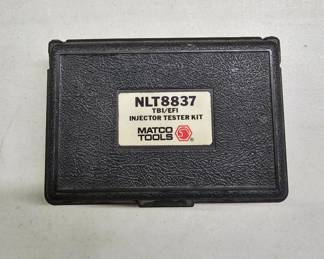 NLT8837
TBI/EFI
INJECTOR TESTER KIT
MATCO
TOOLS ®